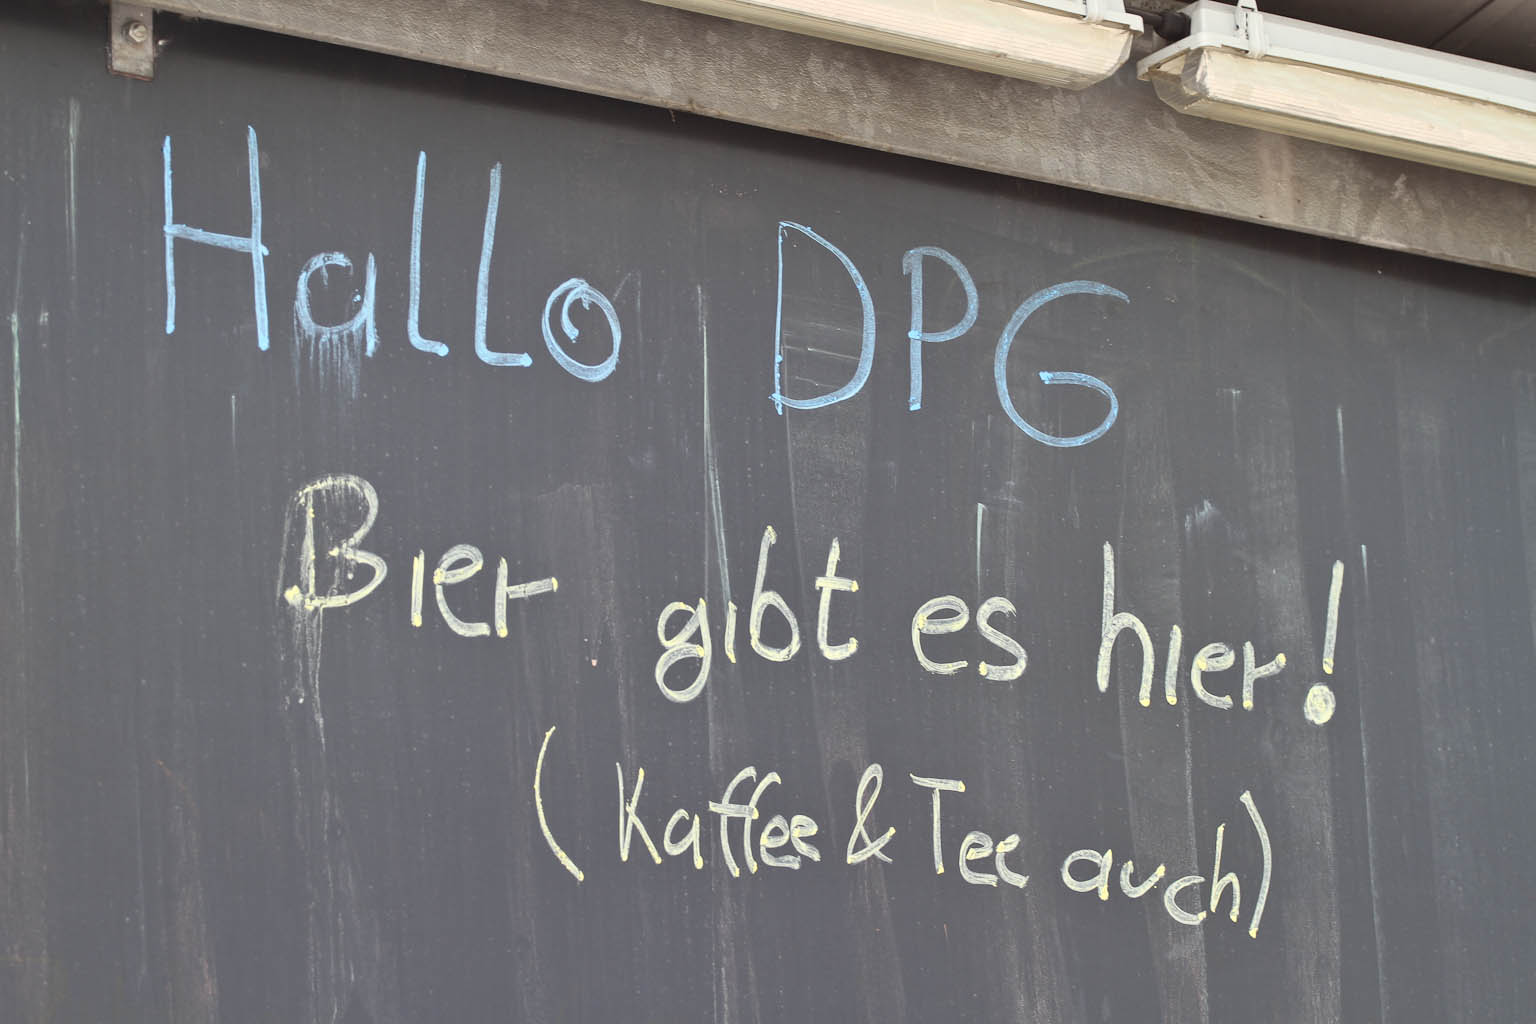 Hallo DPG
Bier gibt es hier!
(Kaffee & Tee auch)